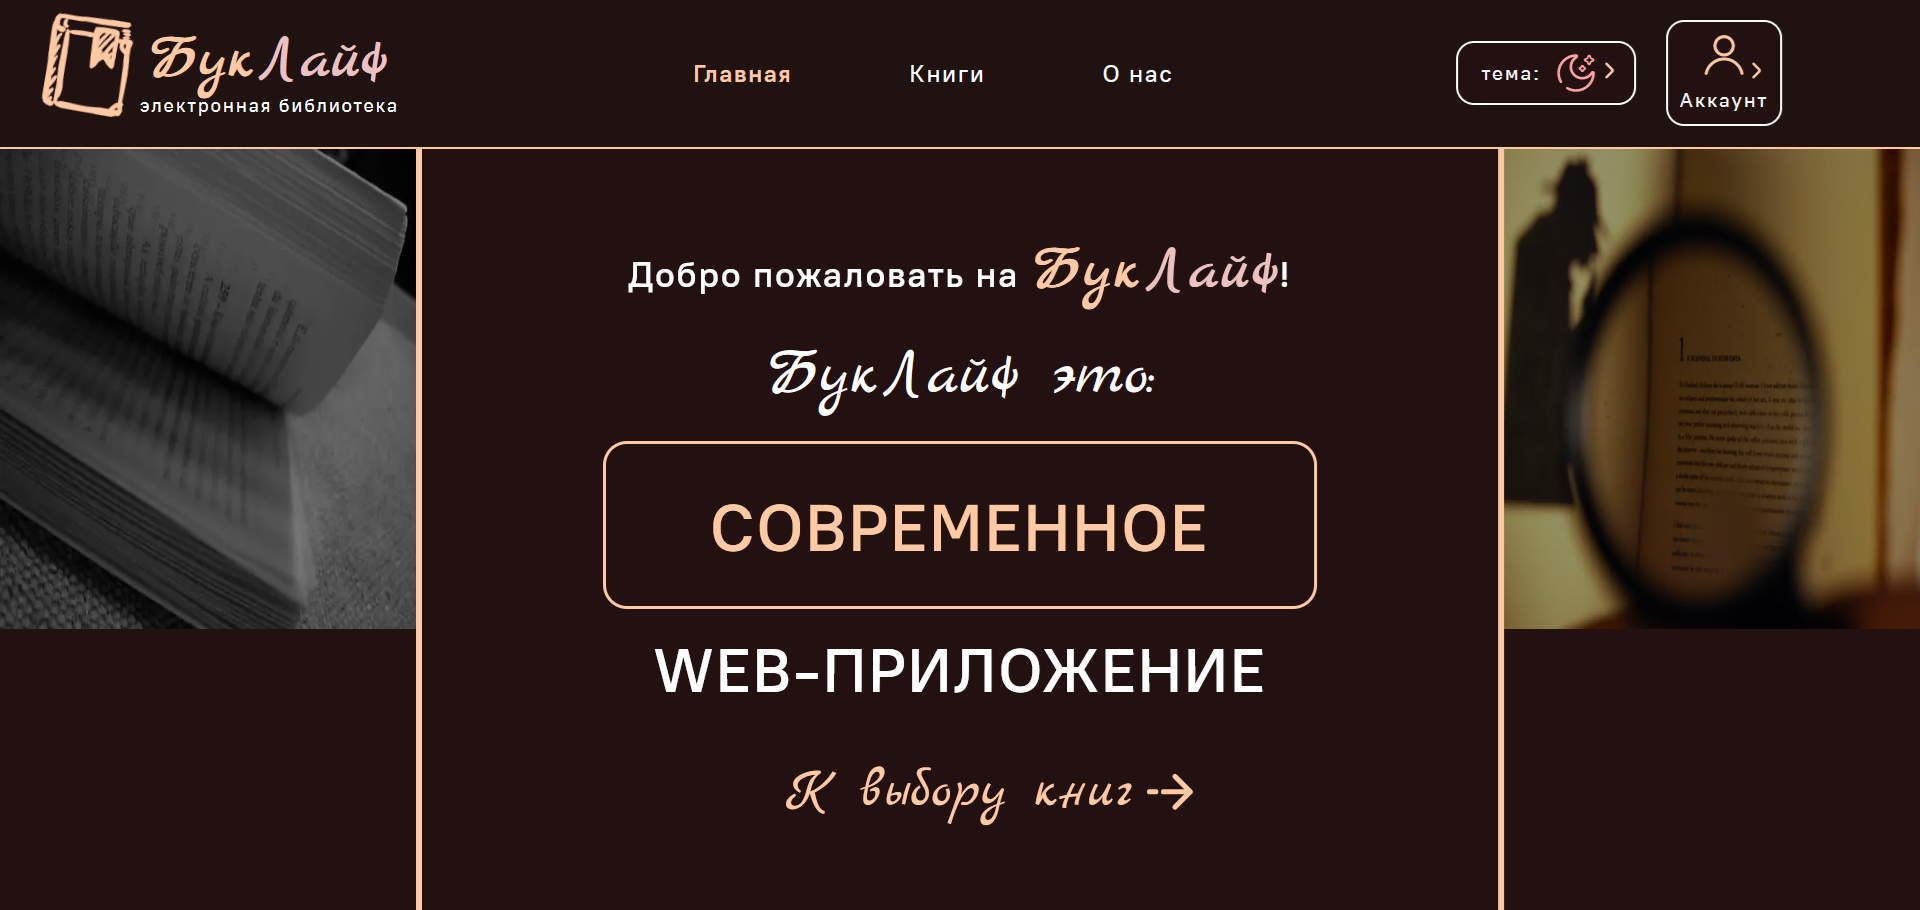 БукЛайф
электронная библиотека
Главная
Книги
О нас
тема:
Аккаунт
Добро пожаловать на БукЛайф!
БукЛайф это:
СОВРЕМЕННОЕ
WEB-ПРИЛОЖЕНИЕ
К выбору книг